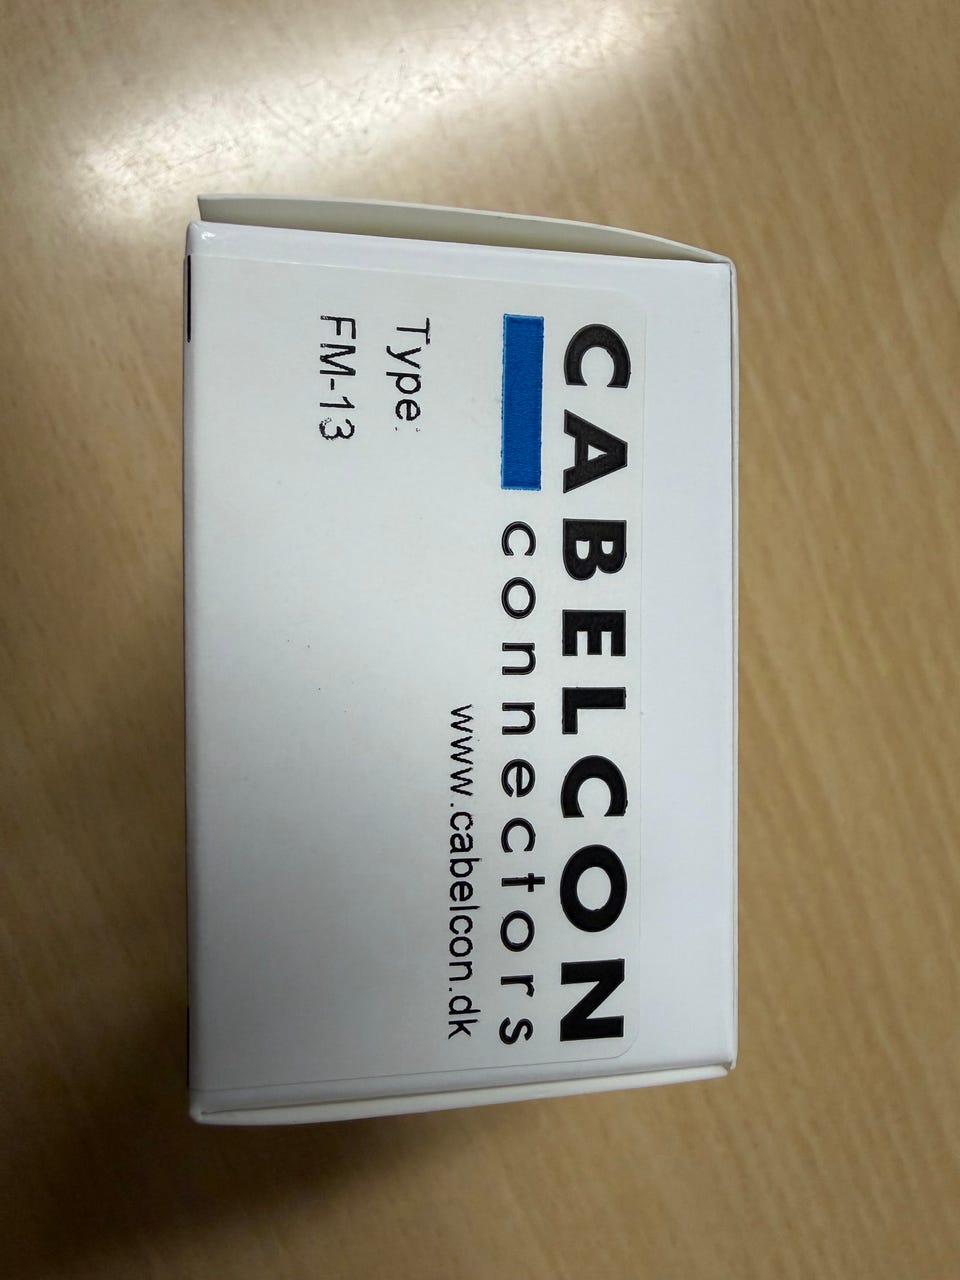 CABELCON
connectors
www.cabelcon.dk
Type:
FM-13